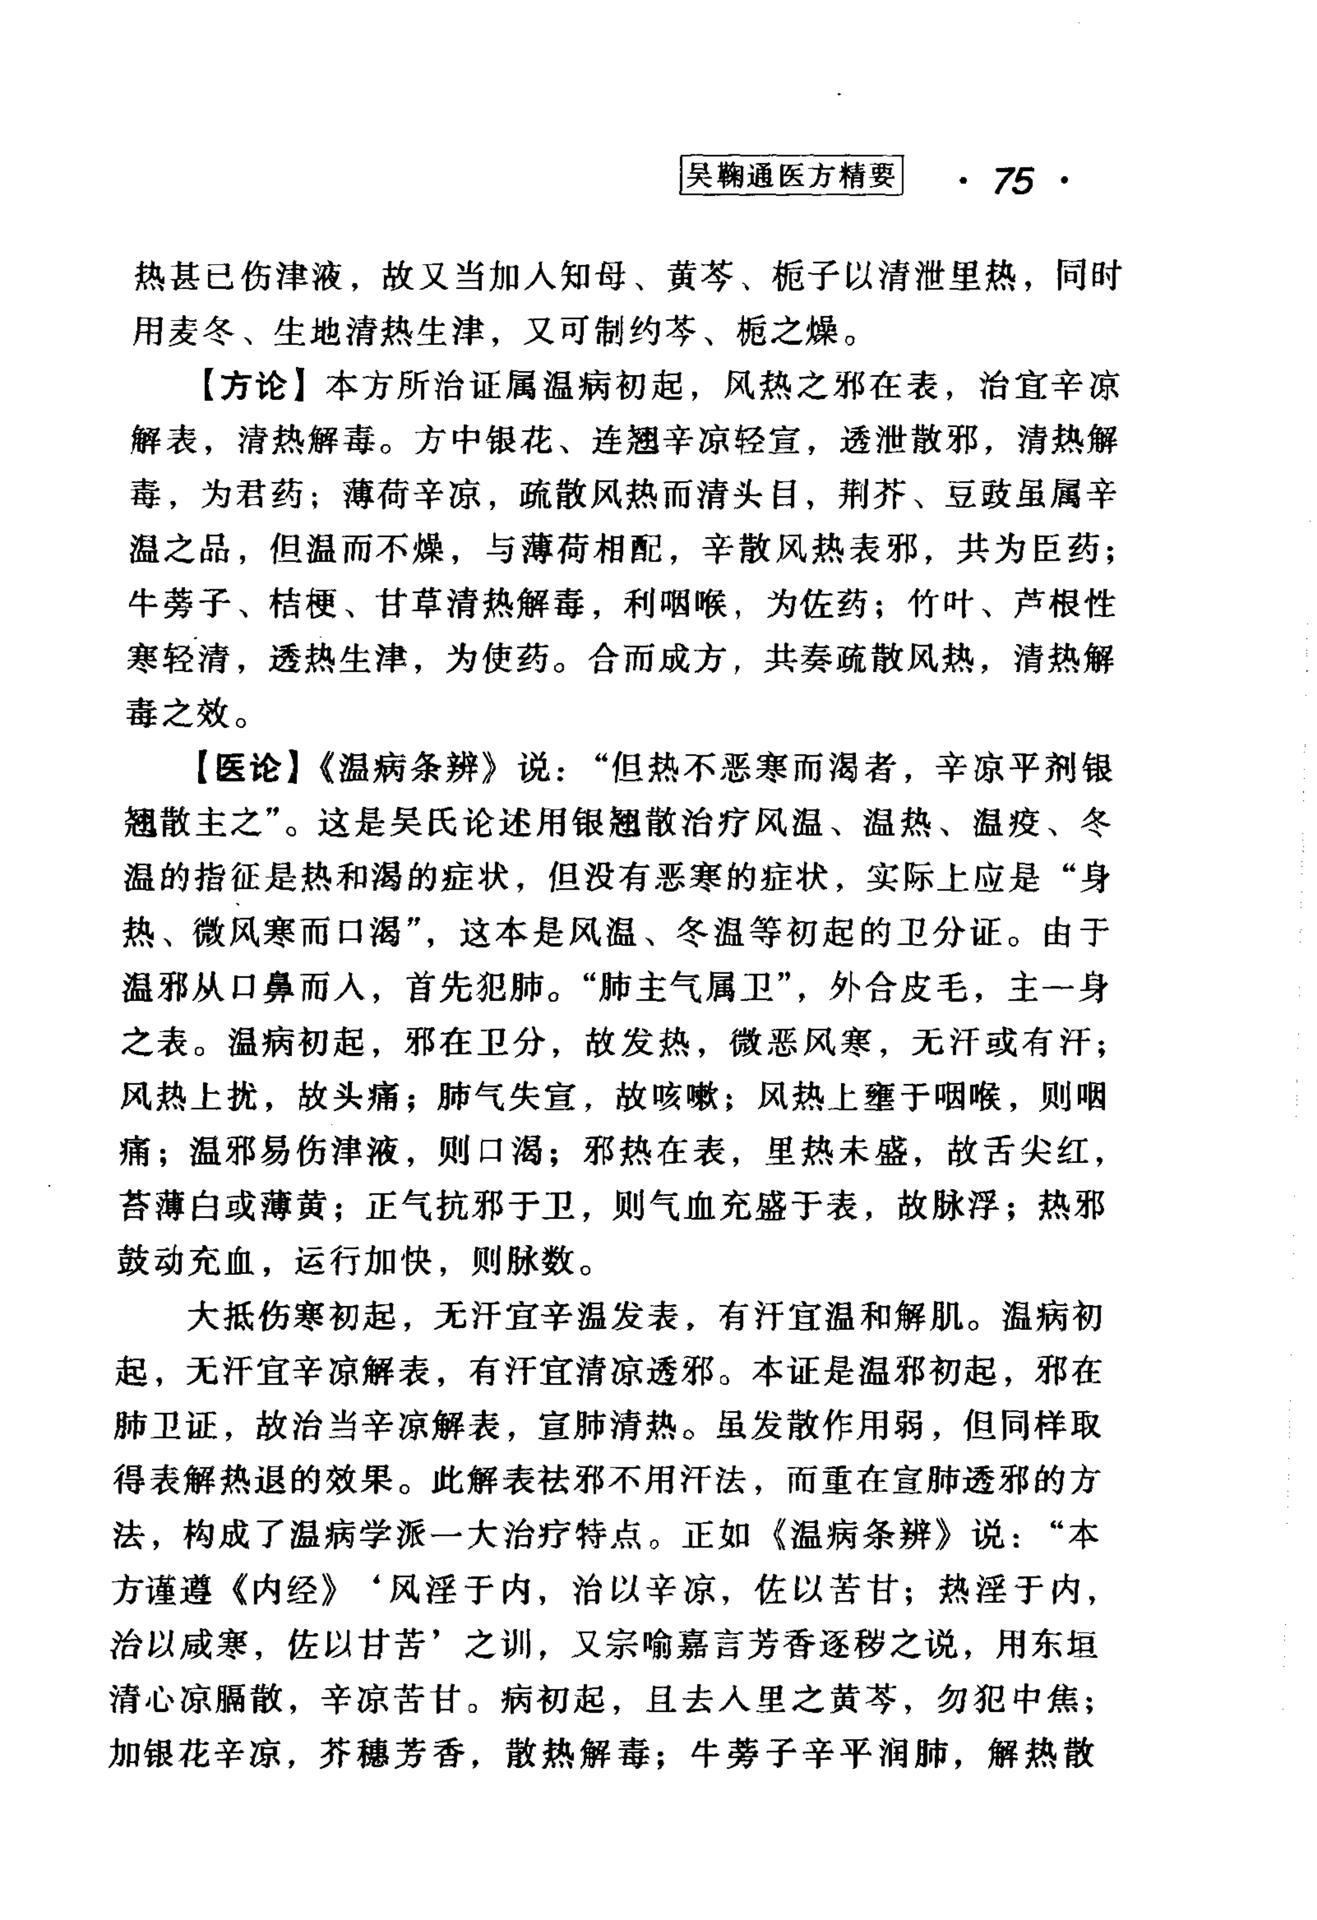 吴鞠通医方精要 · 75 ·
热甚已伤津液，故又当加入知母、黄芩、栀子以清泄里热，同时
用麦冬、生地清热生津，又可制约芩、栀之燥。
【方论】本方所治证属温病初起，风热之邪在表，治宜辛凉
解表，清热解毒。方中银花、连翘辛凉轻宣，透泄散邪，清热解
毒，为君药；薄荷辛凉，疏散风热而清头目，荆芥、豆豉虽属辛
温之品，但温而不燥，与薄荷相配，辛散风热表邪，共为臣药；
牛蒡子、桔梗、甘草清热解毒，利咽喉，为佐药；竹叶、芦根性
寒轻清，透热生津，为使药。合而成方，共奏疏散风热，清热解
毒之效。
【医论】《温病条辨》说：“但热不恶寒而渴者，辛凉平剂银
翘散主之”。这是吴氏论述用银翘散治疗风温、温热、温疫、冬
温的指征是热和渴的症状，但没有恶寒的症状，实际上应是“身
热、微风寒而口渴”，这本是风温、冬温等初起的卫分证。由于
温邪从口鼻而入，首先犯肺。“肺主气属卫”，外合皮毛，主一身
之表。温病初起，邪在卫分，故发热，微恶风寒，无汗或有汗；
风热上扰，故头痛；肺气失宣，故咳嗽；风热上壅于咽喉，则咽
痛；温邪易伤津液，则口渴；邪热在表，里热未盛，故舌尖红，
苔薄白或薄黄；正气抗邪于卫，则气血充盛于表，故脉浮；热邪
鼓动充血，运行加快，则脉数。
大抵伤寒初起，无汗宜辛温发表，有汗宜温和解肌。温病初
起，无汗宜辛凉解表，有汗宜清凉透邪。本证是温邪初起，邪在
肺卫证，故治当辛凉解表，宣肺清热。虽发散作用弱，但同样取
得表解热退的效果。此解表祛邪不用汗法，而重在宣肺透邪的方
法，构成了温病学派一大治疗特点。正如《温病条辨》说：“本
方谨遵《内经》‘风淫于内，治以辛凉，佐以苦甘；热淫于内，
治以咸寒，佐以甘苦’之训，又宗喻嘉言芳香逐秽之说，用东垣
清心凉膈散，辛凉苦甘。病初起，且去入里之黄芩，勿犯中焦；
加银花辛凉，芥穗芳香，散热解毒；牛蒡子辛平润肺，解热散